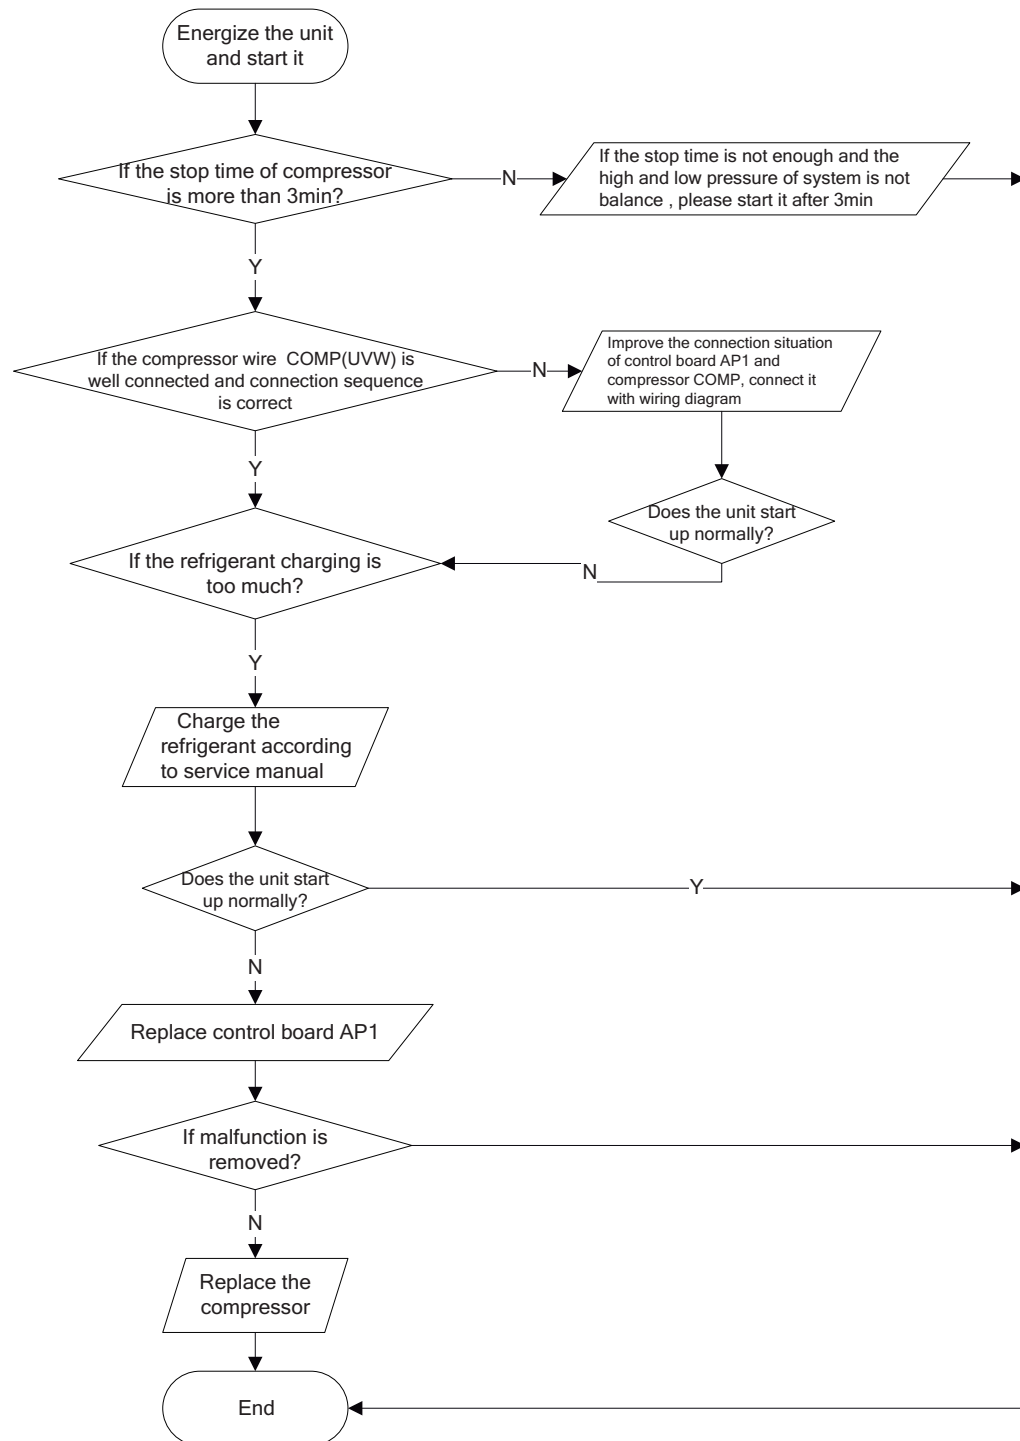 Energize the unit
and start it
If the stop time of compressor
is more than 3min?
N
If the stop time is not enough and the
high and low pressure of system is not
balance , please start it after 3min
Y
If the compressor wire COMP(UVW) is
well connected and connection sequence
is correct
N
Improve the connection situation
of control board AP1 and
compressor COMP, connect it
with wiring diagram
Y
Does the unit start
up normally?
If the refrigerant charging is
too much?
N
Y
Charge the
refrigerant according
to service manual
Does the unit start
up normally?
Y
N
Replace control board AP1
If malfunction is
removed?
N
Replace the
compressor
End